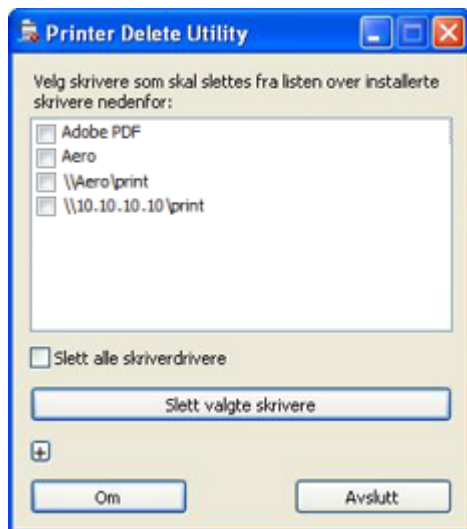 Printer Delete Utility
Velg skrivere som skal slettes fra listen over installerte
skrivere nedenfor:
Adobe PDF
Aero
\\Aero\print
\\10.10.10.10\print
Slett alle skriverdrivere
Slett valgte skrivere
Om
Avslutt